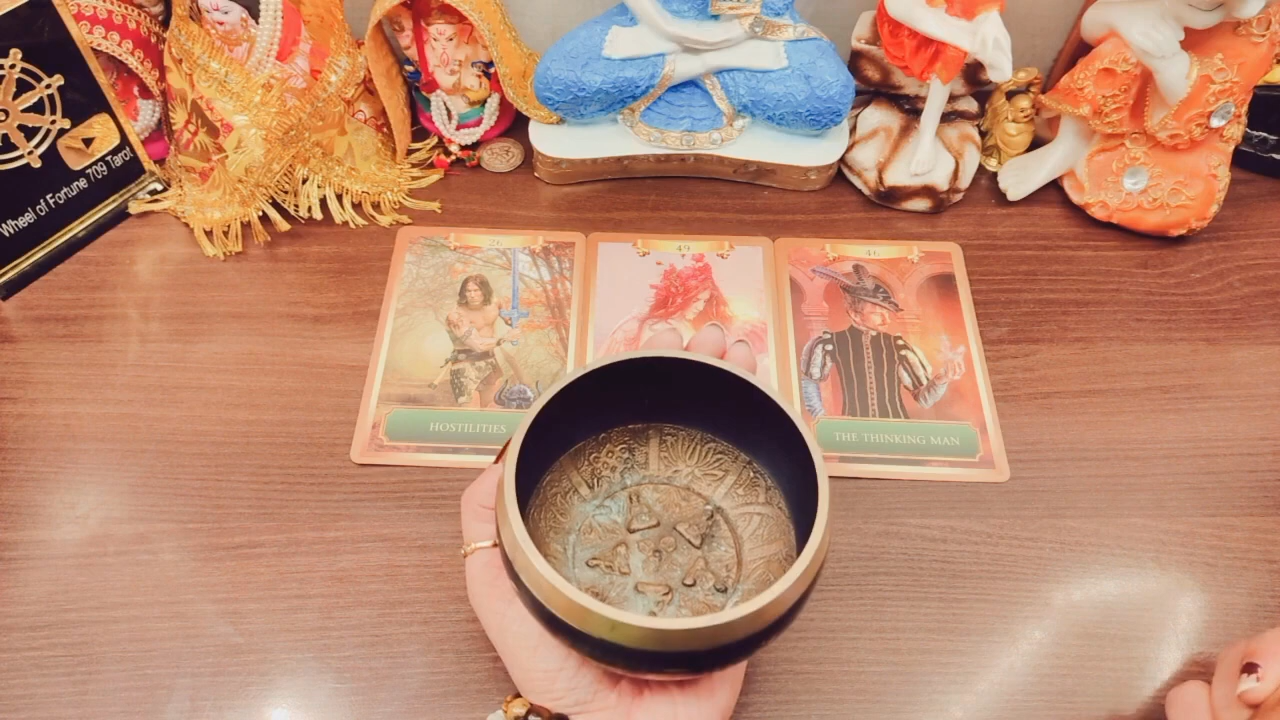 Wheel of Fortune 709 Tarot
26
49
46
HOSTILITIES
THE THINKING MAN